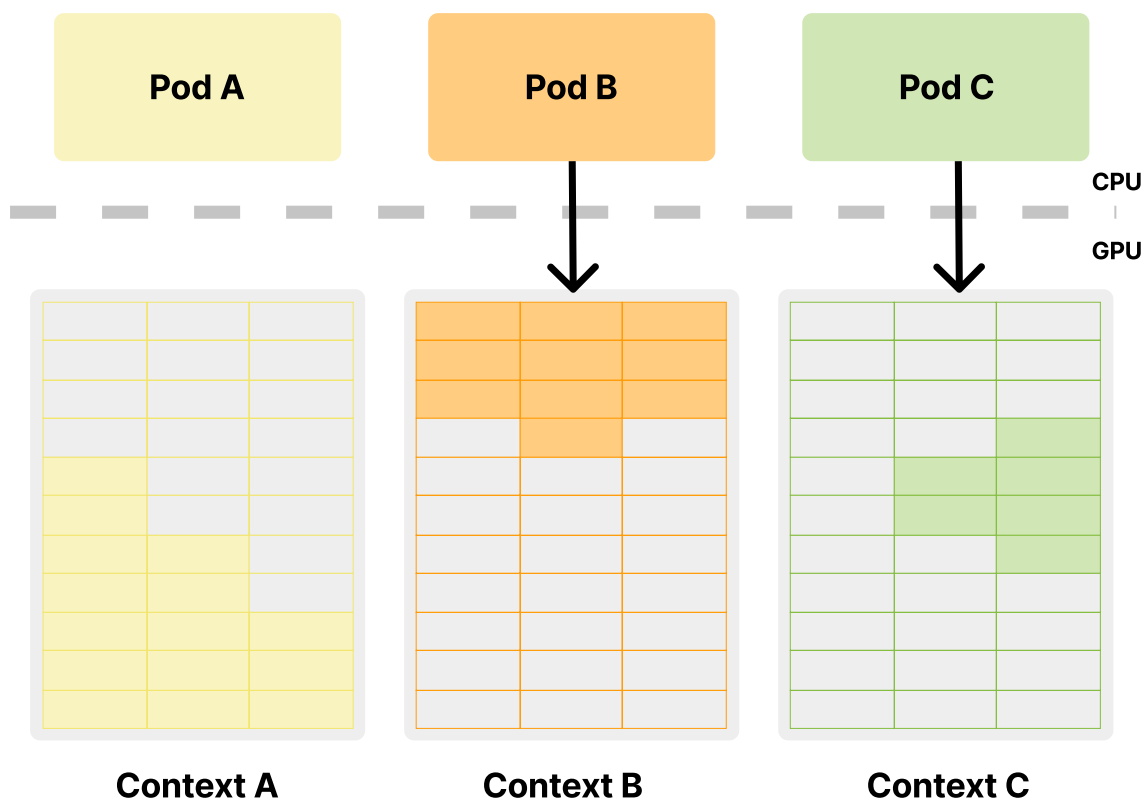 Pod A
Pod B
Pod C
CPU
GPU
Context A
Context B
Context C